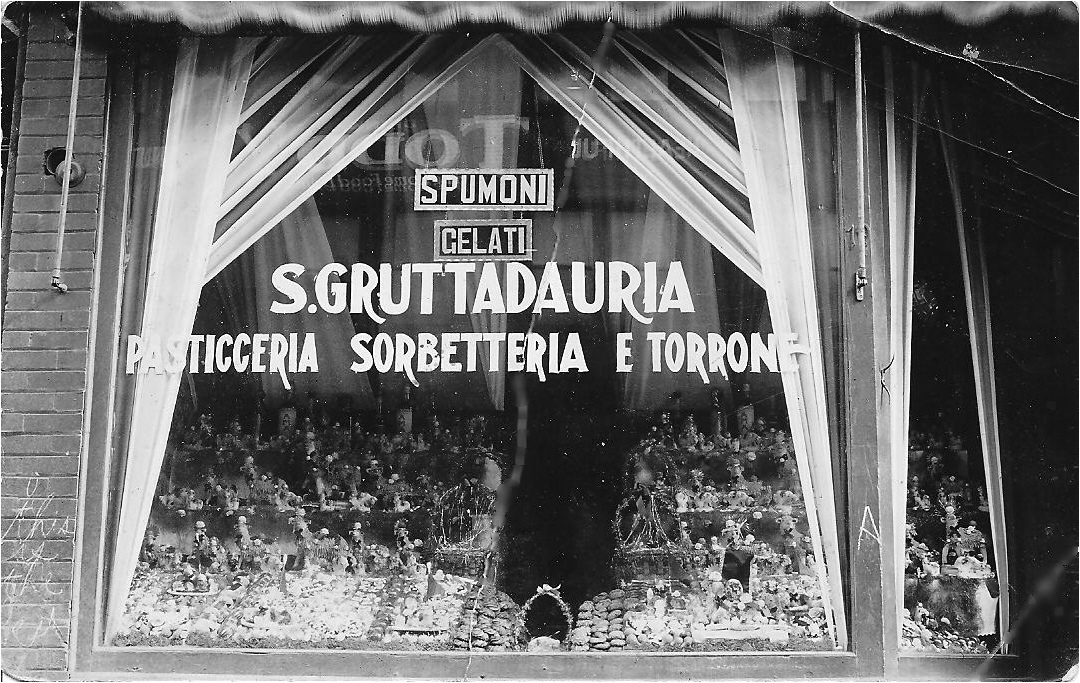 SPUMONI
GELATI
S.GRUTTADAURIA
PASTICCERIA SORBETTERIA E TORRONE
A